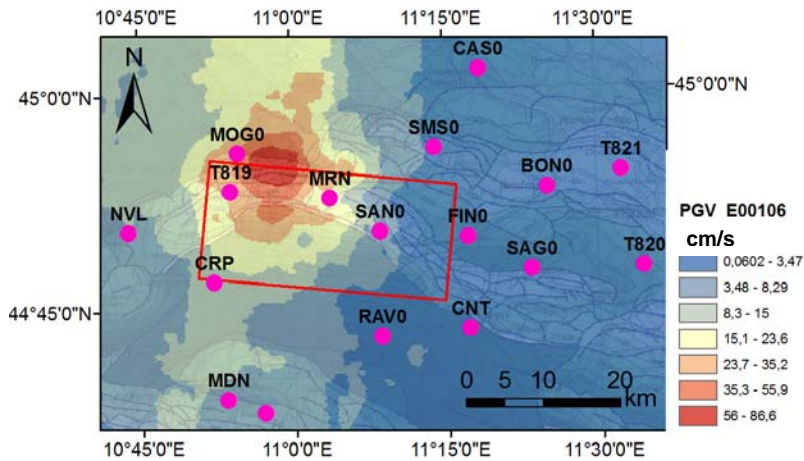 10°45'0"E 11°0'0"E 11°15'0"E 11°30'0"E
N
CAS0
45°0'0"N
45°0'0"N
MOG0
SMS0
T821
T819
MRN
BON0
NVL
SAN0
FIN0
PGV E00106
cm/s
SAG0
T820
CRP
0,0602 - 3,47
3,48 - 8,29
8,3 - 15
15,1 - 23,6
23,7 - 35,2
35,3 - 55,9
56 - 86,6
44°45'0"N
RAV0
CNT
MDN
0 5 10 20
km
10°45'0"E 11°0'0"E 11°15'0"E 11°30'0"E